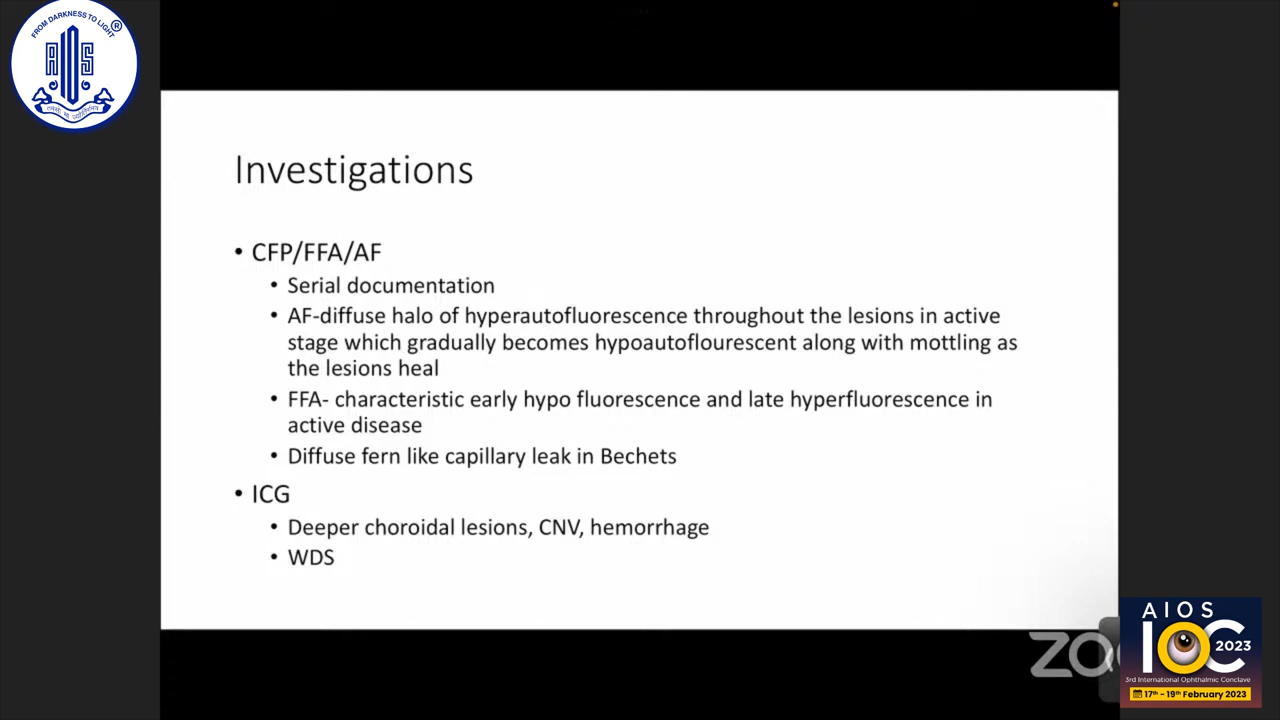 FROM DARKNESS TO LIGHT
®
AIOS
Investigations
• CFP/FFA/AF
• Serial documentation
• AF-diffuse halo of hyperautofluorescence throughout the lesions in active
stage which gradually becomes hypoautoflourescent along with mottling as
the lesions heal
• FFA- characteristic early hypo fluorescence and late hyperfluorescence in
active disease
• Diffuse fern like capillary leak in Bechets
• ICG
• Deeper choroidal lesions, CNV, hemorrhage
• WDS
AIOS
IOC
2023
3rd International Ophthalmic Conclave
17th - 19th February 2023